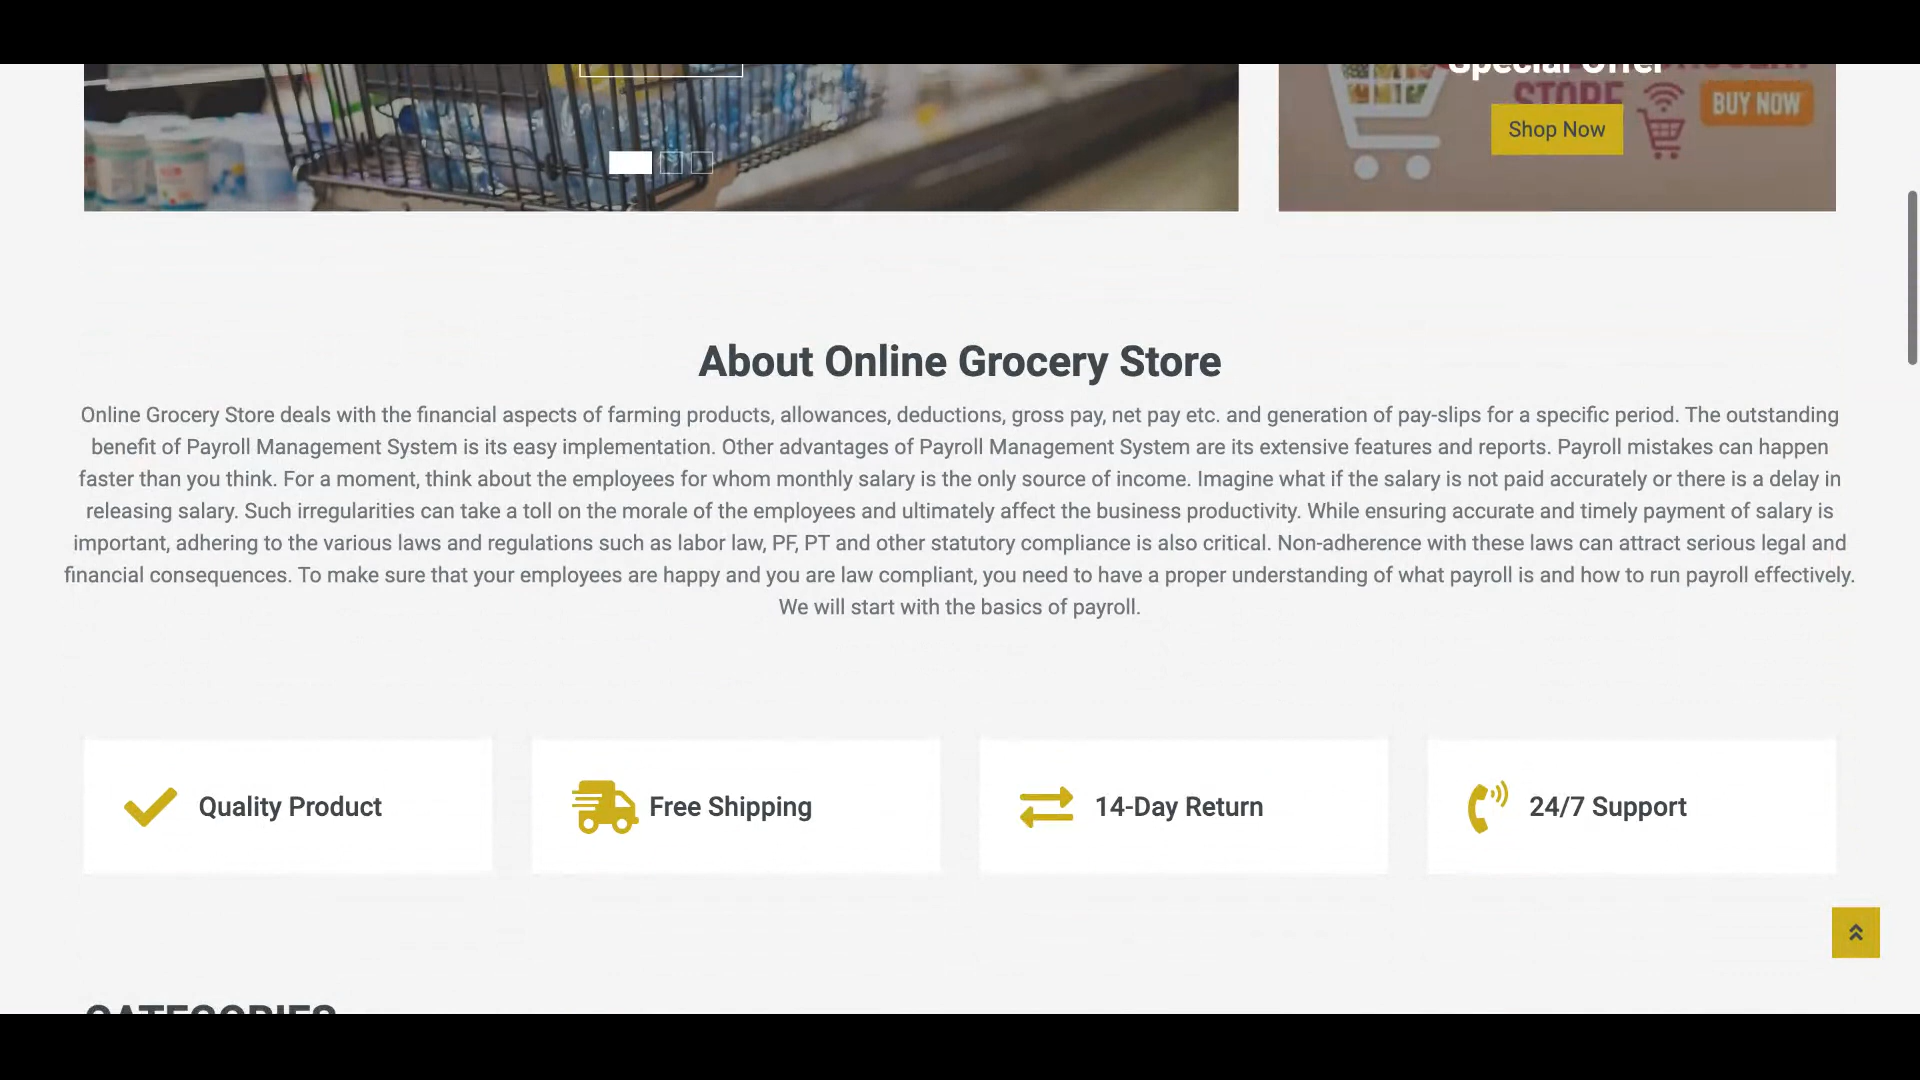 Special Offer
STORE
BUY NOW
Shop Now
About Online Grocery Store
Online Grocery Store deals with the financial aspects of farming products, allowances, deductions, gross pay, net pay etc. and generation of pay-slips for a specific period. The outstanding
benefit of Payroll Management System is its easy implementation. Other advantages of Payroll Management System are its extensive features and reports. Payroll mistakes can happen
faster than you think. For a moment, think about the employees for whom monthly salary is the only source of income. Imagine what if the salary is not paid accurately or there is a delay in
releasing salary. Such irregularities can take a toll on the morale of the employees and ultimately affect the business productivity. While ensuring accurate and timely payment of salary is
important, adhering to the various laws and regulations such as labor law, PF, PT and other statutory compliance is also critical. Non-adherence with these laws can attract serious legal and
financial consequences. To make sure that your employees are happy and you are law compliant, you need to have a proper understanding of what payroll is and how to run payroll effectively.
We will start with the basics of payroll.
Quality Product
Free Shipping
14-Day Return
24/7 Support
CATEGORIES